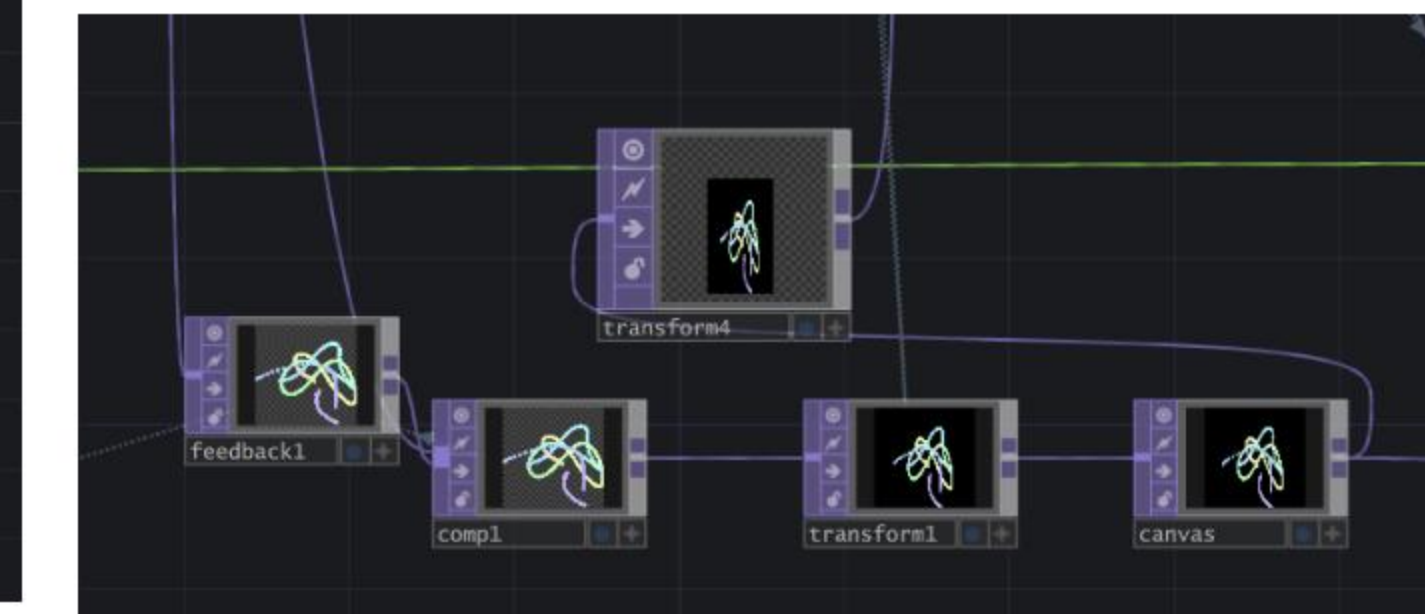 transform4
feedback1
comp1
transform1
canvas